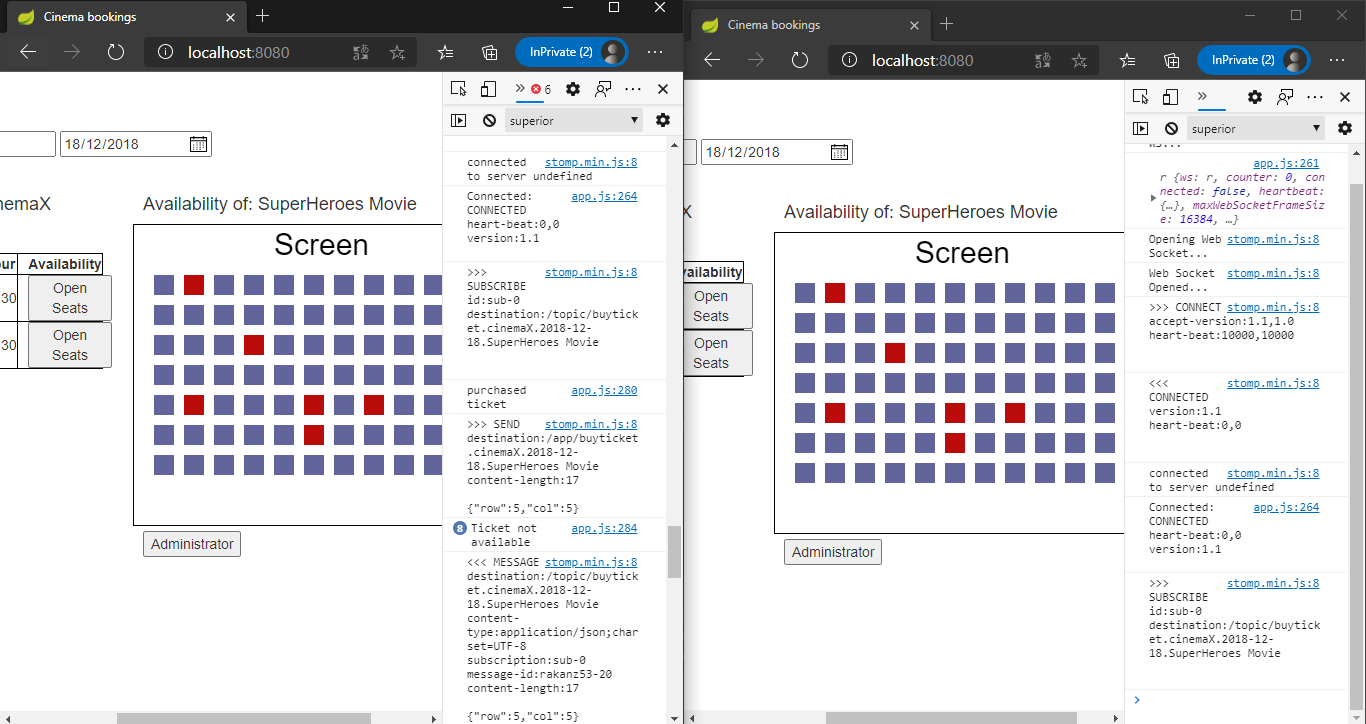 Cinema bookings
localhost:8080
InPrivate (2)
6
superior
18/12/2018
nemaX
our
Availability
30
Open
Seats
30
Open
Seats
Availability of: SuperHeroes Movie
Screen
Administrator
connected stomp.min.js:8
to server undefined
Connected: app.js:264
CONNECTED
heart-beat:0,0
version:1.1
>>> stomp.min.js:8
SUBSCRIBE
id:sub-0
destination:/topic/buytick
et.cinemaX.2018-12-
18.SuperHeroes Movie
purchased app.js:280
ticket
>>> SEND stomp.min.js:8
destination:/app/buyticket
.cinemaX.2018-12-
18.SuperHeroes Movie
content-length:17
{"row":5,"col":5}
8 Ticket not app.js:284
available
<<< MESSAGE stomp.min.js:8
destination:/topic/buytick
et.cinemaX.2018-12-
18.SuperHeroes Movie
content-
type:application/json;char
set=UTF-8
subscription:sub-0
message-id:rakanz53-20
content-length:17
{"row":5,"col":5}
Cinema bookings
localhost:8080
InPrivate (2)
superior
18/12/2018
X
vailability
Open
Seats
Open
Seats
Availability of: SuperHeroes Movie
Screen
Administrator
ws...
app.js:261
r {ws: r, counter: 0, con
nected: false, heartbeat:
{…}, maxWebSocketFrameSiz
e: 16384, …}
Opening Web stomp.min.js:8
Socket...
Web Socket stomp.min.js:8
Opened...
>>> CONNECT stomp.min.js:8
accept-version:1.1,1.0
heart-beat:10000,10000
<<< stomp.min.js:8
CONNECTED
version:1.1
heart-beat:0,0
connected stomp.min.js:8
to server undefined
Connected: app.js:264
CONNECTED
heart-beat:0,0
version:1.1
>>> stomp.min.js:8
SUBSCRIBE
id:sub-0
destination:/topic/buytick
et.cinemaX.2018-12-
18.SuperHeroes Movie